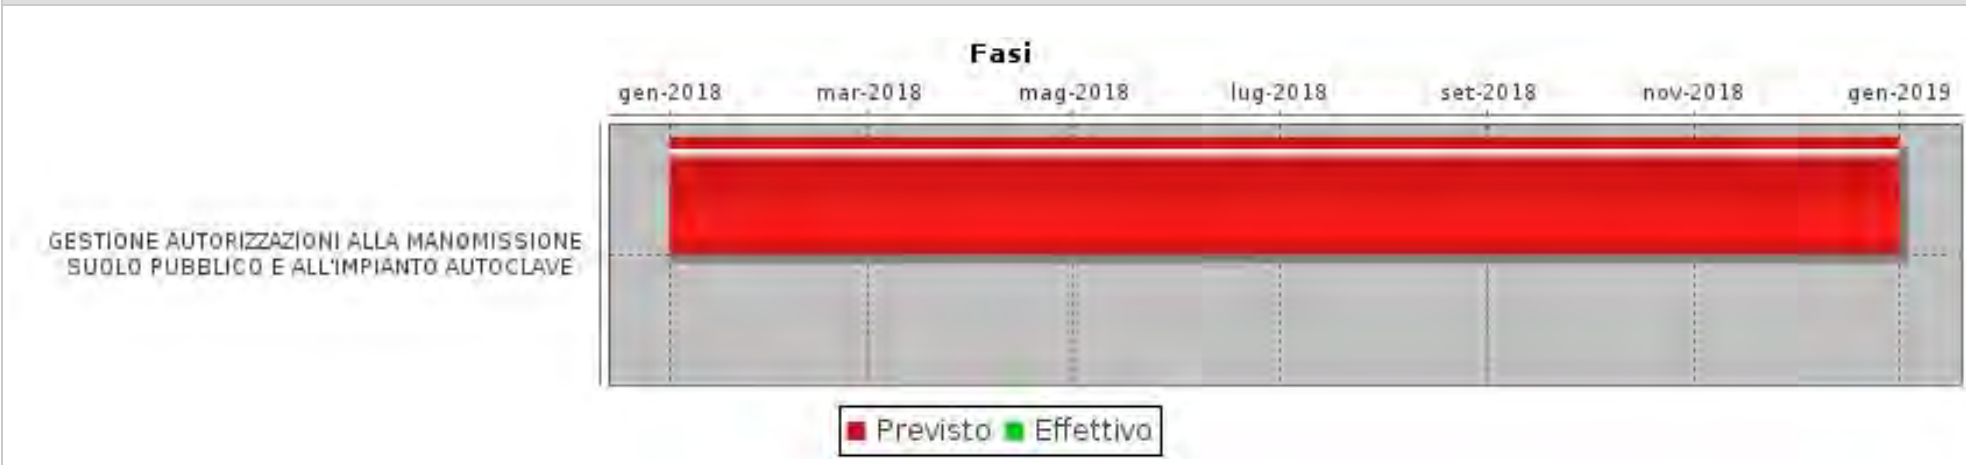 Fasi
gen-2018 mar-2018 mag-2018 lug-2018 set-2018 nov-2018 gen-2019
GESTIONE AUTORIZZAZIONI ALLA MANOMISSIONE
SUOLO PUBBLICO E ALL'IMPIANTO AUTOCLAVE
Previsto Effettivo